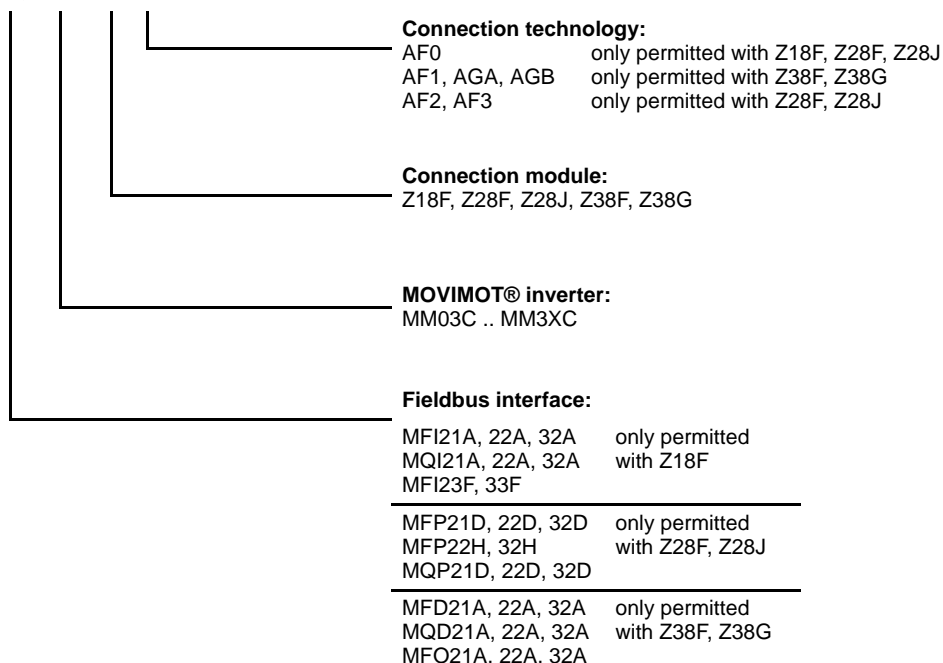 Connection technology:
AF0 only permitted with Z18F, Z28F, Z28J
AF1, AGA, AGB only permitted with Z38F, Z38G
AF2, AF3 only permitted with Z28F, Z28J
Connection module:
Z18F, Z28F, Z28J, Z38F, Z38G
MOVIMOT® inverter:
MM03C .. MM3XC
Fieldbus interface:
MFI21A, 22A, 32A only permitted
MQI21A, 22A, 32A with Z18F
MFI23F, 33F
MFP21D, 22D, 32D only permitted
MFP22H, 32H with Z28F, Z28J
MQP21D, 22D, 32D
MFD21A, 22A, 32A only permitted
MQD21A, 22A, 32A with Z38F, Z38G
MFO21A, 22A, 32A